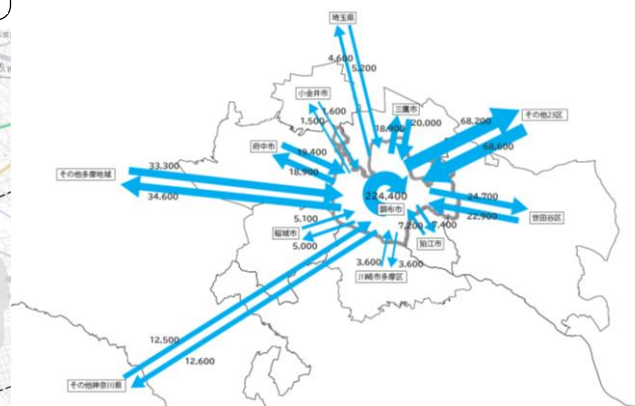 埼玉県
4,600
5,200
小金井市
1,600
1,500
三鷹市
18,900
20,000
68,200
その他23区
68,600
府中市
19,400
18,900
その他多摩地域
33,300
34,600
224,400
調布市
24,700
22,900
世田谷区
5,100
稲城市
5,000
7,200
7,400
狛江市
3,600
3,600
川崎市多摩区
12,500
12,600
その他神奈川県